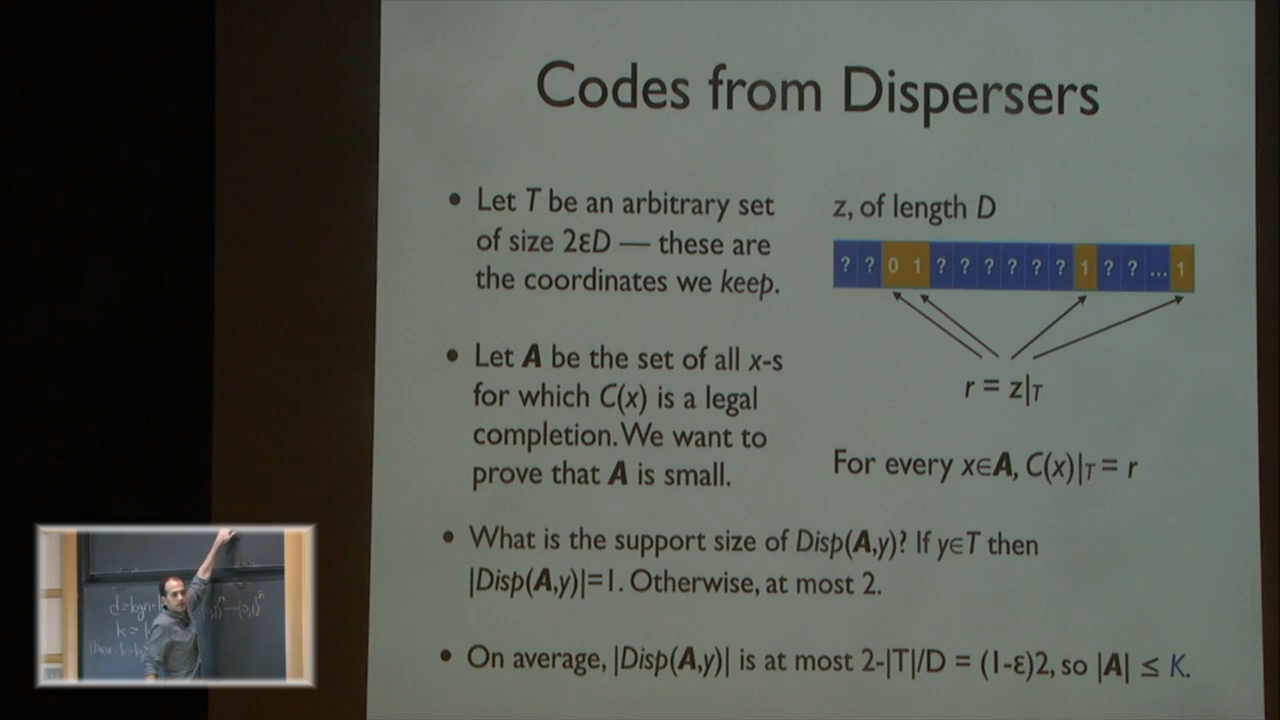 Codes from Dispersers
• Let T be an arbitrary set
of size 2εD — these are
the coordinates we keep.
z, of length D
? ? 0 1 ? ? ? ? ? ? 1 ? ? ... 1
r = z|T
• Let A be the set of all x-s
for which C(x) is a legal
completion. We want to
prove that A is small.
For every x∈A, C(x)|T = r
• What is the support size of Disp(A,y)? If y∈T then
|Disp(A,y)|=1. Otherwise, at most 2.
• On average, |Disp(A,y)| is at most 2-|T|/D = (1-ε)2, so |A| ≤ K.